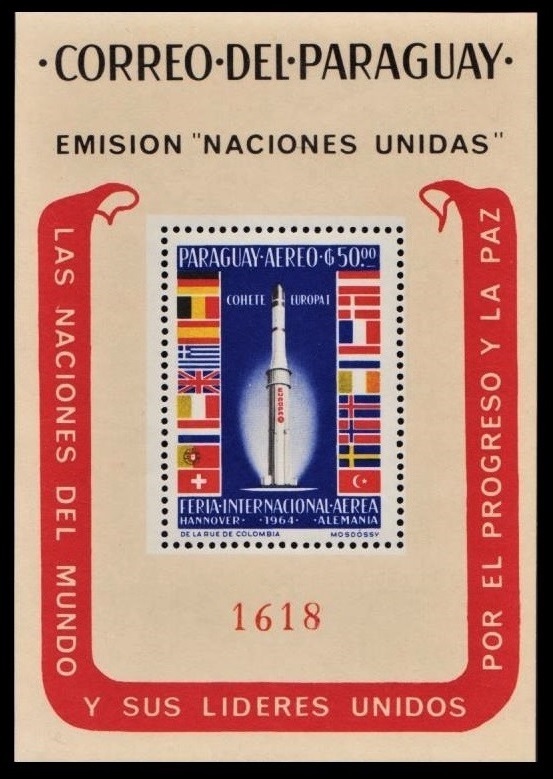 ·CORREO·DEL·PARAGUAY·
EMISION "NACIONES UNIDAS"
LAS NACIONES DEL MUNDO
Y SUS LIDERES UNIDOS
POR EL PROGRESO Y LA PAZ
PARAGUAY·AEREO·₲50.00
COHETE EUROPA I
EUROPA
FERIA·INTERNACIONAL·AEREA
HANNOVER· ·1964· ·ALEMANIA
DE LA RUE DE COLOMBIA MOSDÓSSY
1618